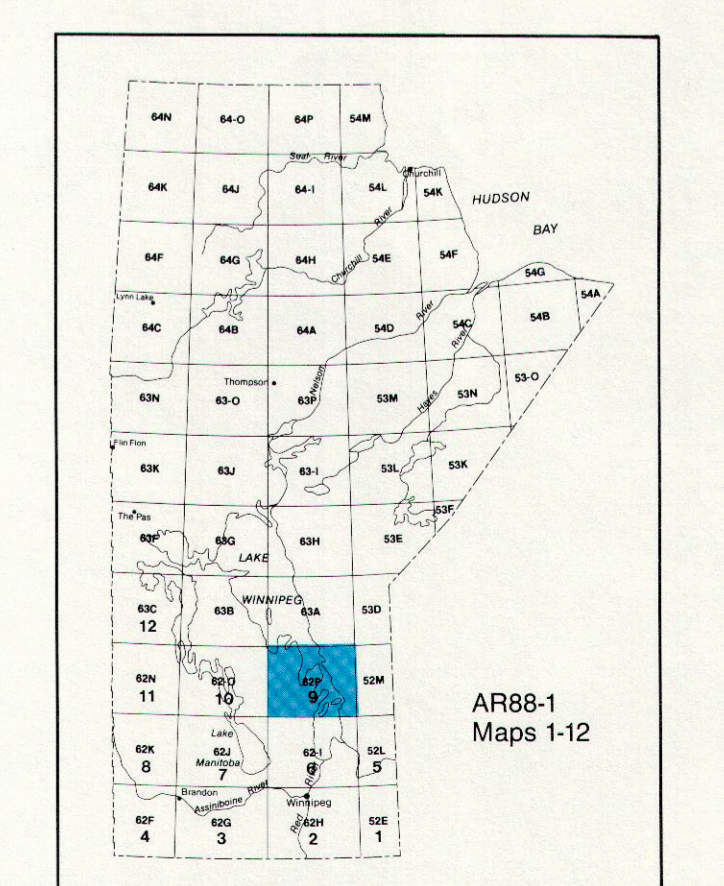 64N 64-O 64P 54M
Seal River
Churchill
64K 64J 64-I 54L 54K
HUDSON
BAY
River
64F 64G 64H Churchill 54E 54F
54G
54A
Lynn Lake
64C 64B 64A 54D River 54C 54B
River
Thompson
Nelson
63N 63-O 63P 53M Hayes 53N 53-O
Flin Flon
63K 63J 63-I 53L 53K
The Pas
53F
63F 63G 63H 53E
LAKE
WINNIPEG
63C 63B 63A 53D
12
62N 62-O 62P 52M
11 10 9
AR88-1
Maps 1-12
Lake
62K 62J 62-I 52L
Manitoba
8 7 6 5
River
Brandon
Assiniboine River
Winnipeg
62F 62G Red 62H 52E
4 3 2 1